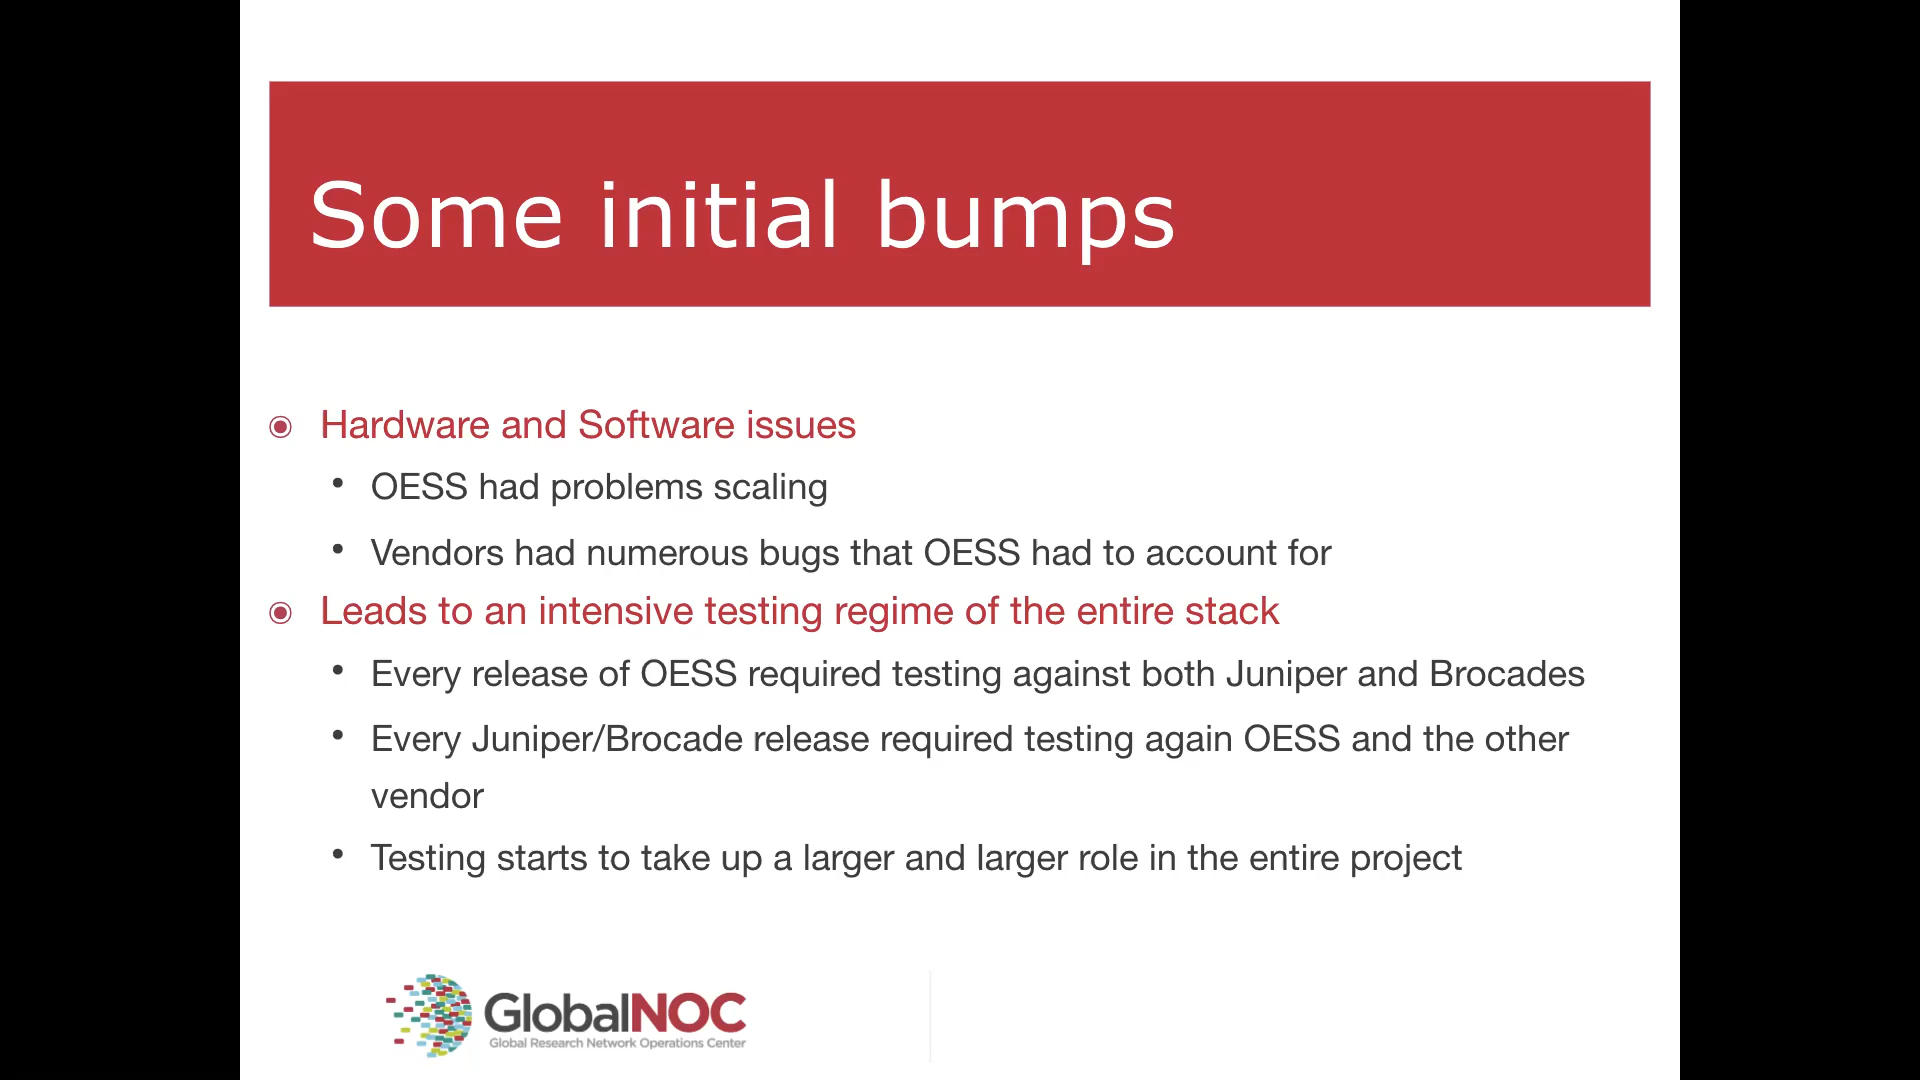 Some initial bumps
Hardware and Software issues
• OESS had problems scaling
• Vendors had numerous bugs that OESS had to account for
Leads to an intensive testing regime of the entire stack
• Every release of OESS required testing against both Juniper and Brocades
• Every Juniper/Brocade release required testing again OESS and the other
vendor
• Testing starts to take up a larger and larger role in the entire project
GlobalNOC
Global Research Network Operations Center